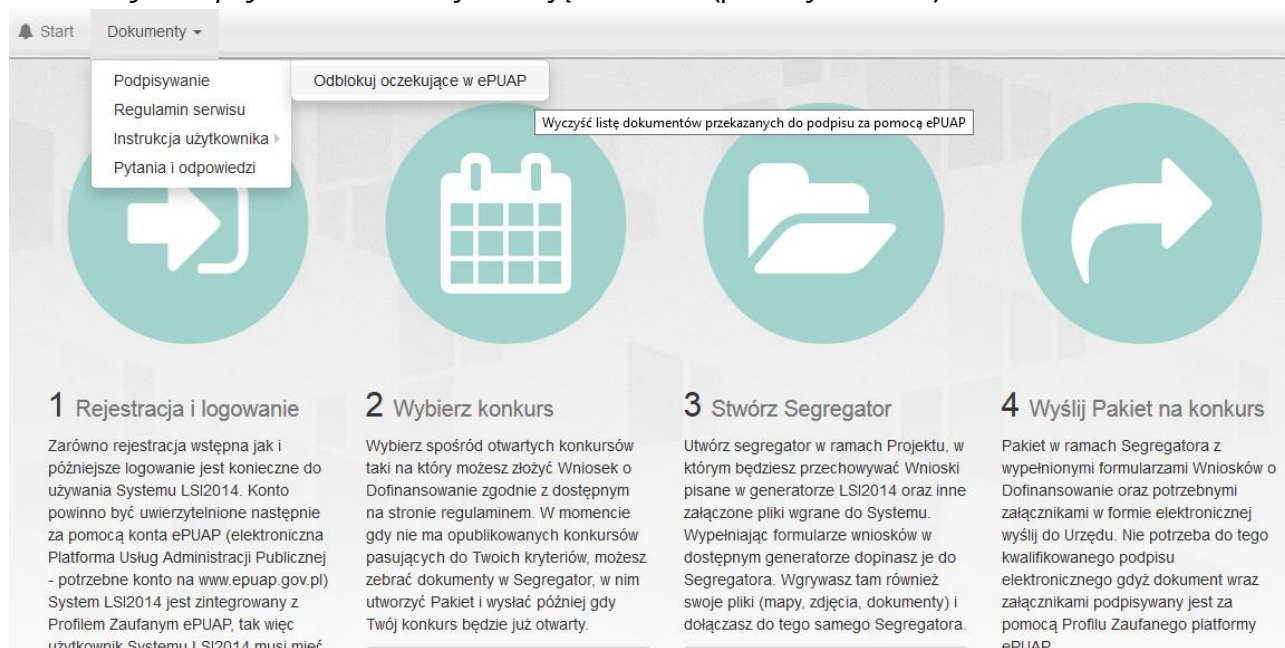 Start Dokumenty
Podpisywanie
Odblokuj oczekujące w ePUAP
Regulamin serwisu
Wyczyść listę dokumentów przekazanych do podpisu za pomocą ePUAP
Instrukcja użytkownika
Pytania i odpowiedzi
1 Rejestracja i logowanie
Zarówno rejestracja wstępna jak i
późniejsze logowanie jest konieczne do
używania Systemu LSI2014. Konto
powinno być uwierzytelnione następnie
za pomocą konta ePUAP (elektroniczna
Platforma Usług Administracji Publicznej
- potrzebne konto na www.epuap.gov.pl)
System LSI2014 jest zintegrowany z
Profilem Zaufanym ePUAP, tak więc
użytkownik Systemu LSI2014 musi mieć
2 Wybierz konkurs
Wybierz spośród otwartych konkursów
taki na który możesz złożyć Wniosek o
Dofinansowanie zgodnie z dostępnym
na stronie regulaminem. W momencie
gdy nie ma opublikowanych konkursów
pasujących do Twoich kryteriów, możesz
zebrać dokumenty w Segregator, w nim
utworzyć Pakiet i wysłać później gdy
Twój konkurs będzie już otwarty.
3 Stwórz Segregator
Utwórz segregator w ramach Projektu, w
którym będziesz przechowywać Wnioski
pisane w generatorze LSI2014 oraz inne
załączone pliki wgrane do Systemu.
Wypełniając formularze wniosków w
dostępnym generatorze dopinasz je do
Segregatora. Wgrywasz tam również
swoje pliki (mapy, zdjęcia, dokumenty) i
dołączasz do tego samego Segregatora.
4 Wyślij Pakiet na konkurs
Pakiet w ramach Segregatora z
wypełnionymi formularzami Wniosków o
Dofinansowanie oraz potrzebnymi
załącznikami w formie elektronicznej
wyślij do Urzędu. Nie potrzeba do tego
kwalifikowanego podpisu
elektronicznego gdyż dokument wraz
załącznikami podpisywany jest za
pomocą Profilu Zaufanego platformy
ePUAP